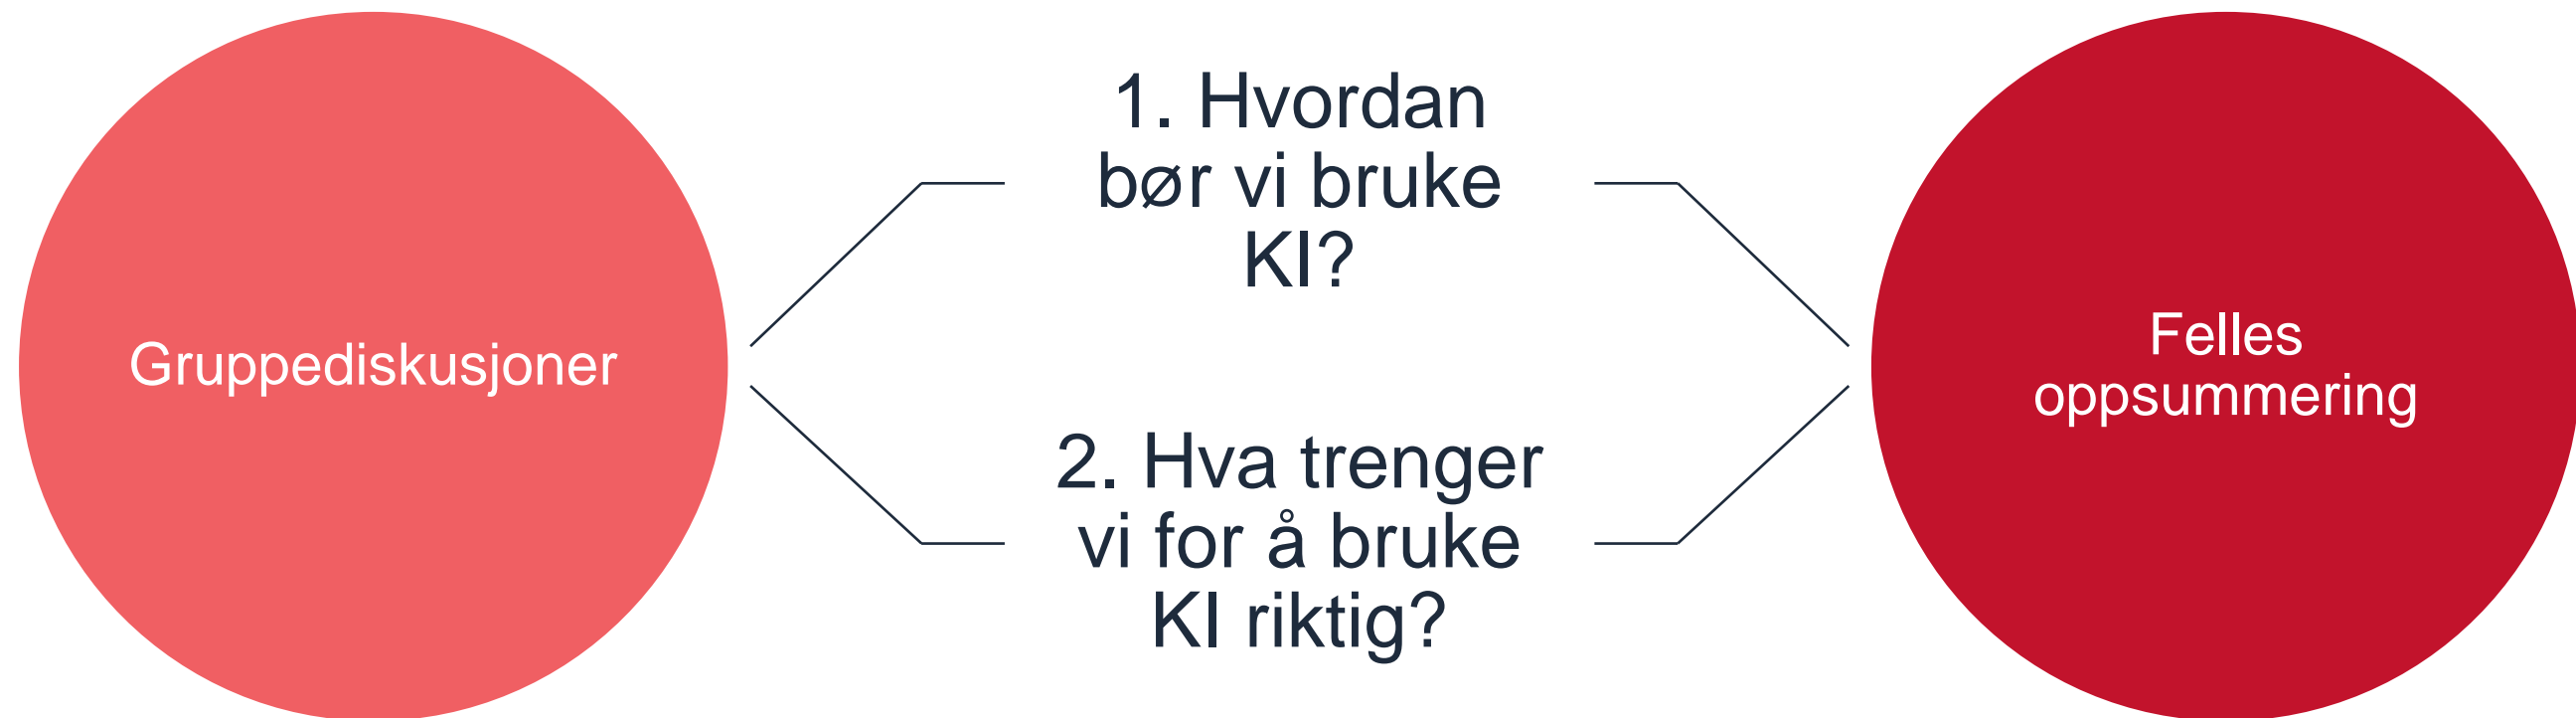 Gruppediskusjoner
1. Hvordan
bør vi bruke
KI?
2. Hva trenger
vi for å bruke
KI riktig?
Felles
oppsummering